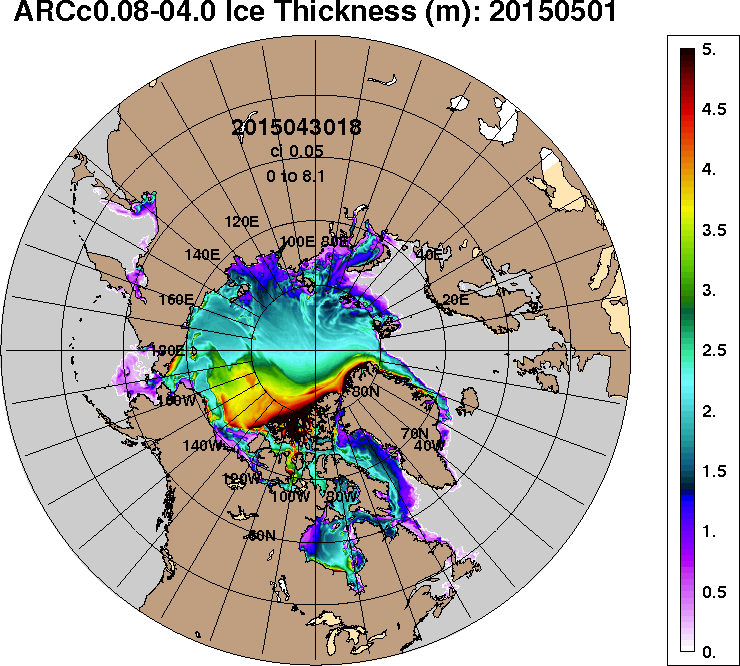 ARCc0.08-04.0 Ice Thickness (m): 20150501
2015043018
ci 0.05
0 to 8.1
120E
100E
80E
140E
40E
160E
20E
180E
160W
80N
140W
70N
40W
120W
100W
80W
60N
5.
4.5
4.
3.5
3.
2.5
2.
1.5
1.
0.5
0.